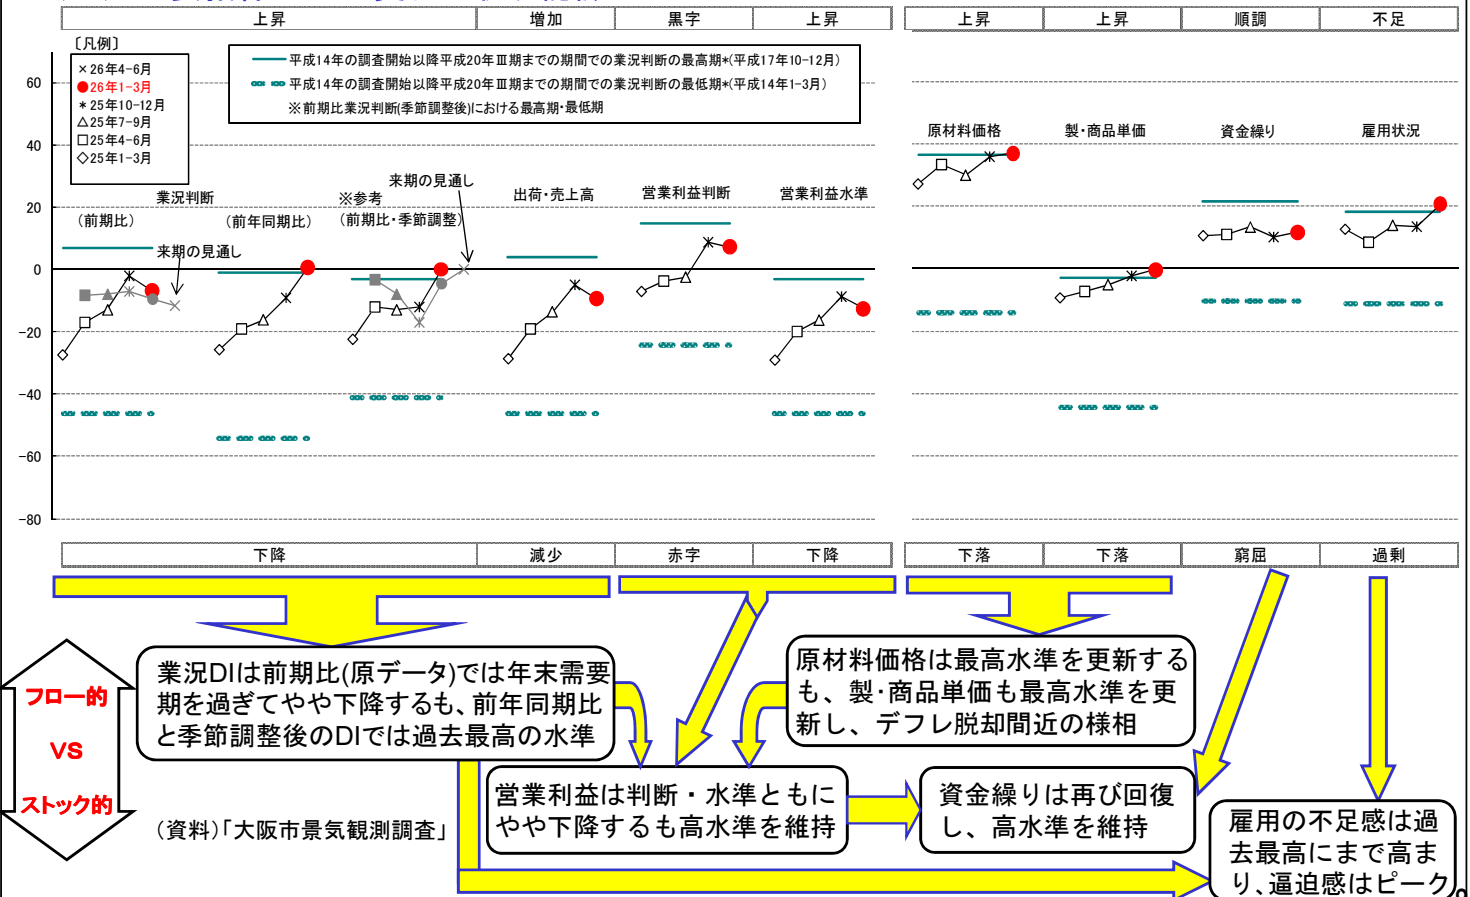 上昇
増加
黒字
上昇
上昇
上昇
順調
不足
〔凡例〕
×26年4-6月
●26年1-3月
＊25年10-12月
△25年7-9月
□25年4-6月
◇25年1-3月
平成14年の調査開始以降平成20年Ⅲ期までの期間での業況判断の最高期*(平成17年10-12月)
平成14年の調査開始以降平成20年Ⅲ期までの期間での業況判断の最低期*(平成14年1-3月)
※前期比業況判断(季節調整後)における最高期・最低期
60
40
20
0
-20
-40
-60
-80
業況判断
(前期比)
来期の見通し
(前年同期比)
※参考
(前期比・季節調整)
来期の見通し
出荷・売上高
営業利益判断
営業利益水準
原材料価格
製・商品単価
資金繰り
雇用状況
下降
減少
赤字
下降
下落
下落
窮屈
過剰
フロー的
VS
ストック的
業況DIは前期比(原データ)では年末需要
期を過ぎてやや下降するも、前年同期比
と季節調整後のDIでは過去最高の水準
原材料価格は最高水準を更新する
も、製・商品単価も最高水準を更
新し、デフレ脱却間近の様相
営業利益は判断・水準ともに
やや下降するも高水準を維持
資金繰りは再び回復
し、高水準を維持
雇用の不足感は過
去最高にまで高ま
り、逼迫感はピーク
(資料)「大阪市景気観測調査」